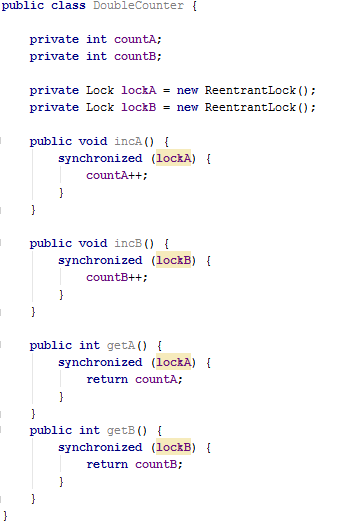 public class DoubleCounter {
private int countA;
private int countB;
private Lock lockA = new ReentrantLock();
private Lock lockB = new ReentrantLock();
public void incA() {
synchronized (lockA) {
countA++;
}
}
public void incB() {
synchronized (lockB) {
countB++;
}
}
public int getA() {
synchronized (lockA) {
return countA;
}
}
public int getB() {
synchronized (lockB) {
return countB;
}
}
}